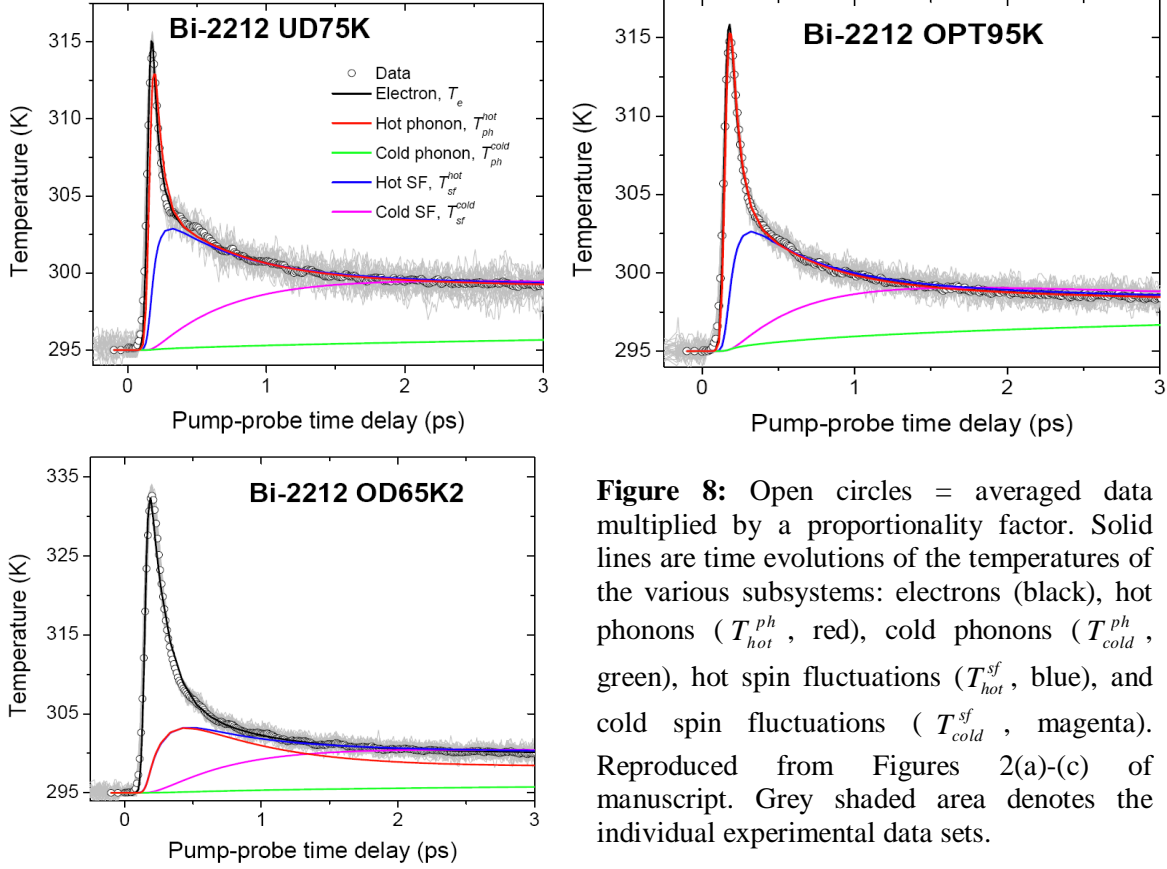 Bi-2212 UD75K
315
310
305
300
295
Temperature (K)
Data
Electron, T_e
Hot phonon, T_ph^hot
Cold phonon, T_ph^cold
Hot SF, T_sf^hot
Cold SF, T_sf^cold
0 1 2 3
Pump-probe time delay (ps)
Bi-2212 OPT95K
315
310
305
300
295
Temperature (K)
0 1 2 3
Pump-probe time delay (ps)
Bi-2212 OD65K2
335
325
315
305
295
Temperature (K)
0 1 2 3
Pump-probe time delay (ps)
Figure 8: Open circles = averaged data
multiplied by a proportionality factor. Solid
lines are time evolutions of the temperatures of
the various subsystems: electrons (black), hot
phonons (T_hot^ph, red), cold phonons (T_cold^ph,
green), hot spin fluctuations (T_hot^sf, blue), and
cold spin fluctuations (T_cold^sf, magenta).
Reproduced from Figures 2(a)-(c) of
manuscript. Grey shaded area denotes the
individual experimental data sets.